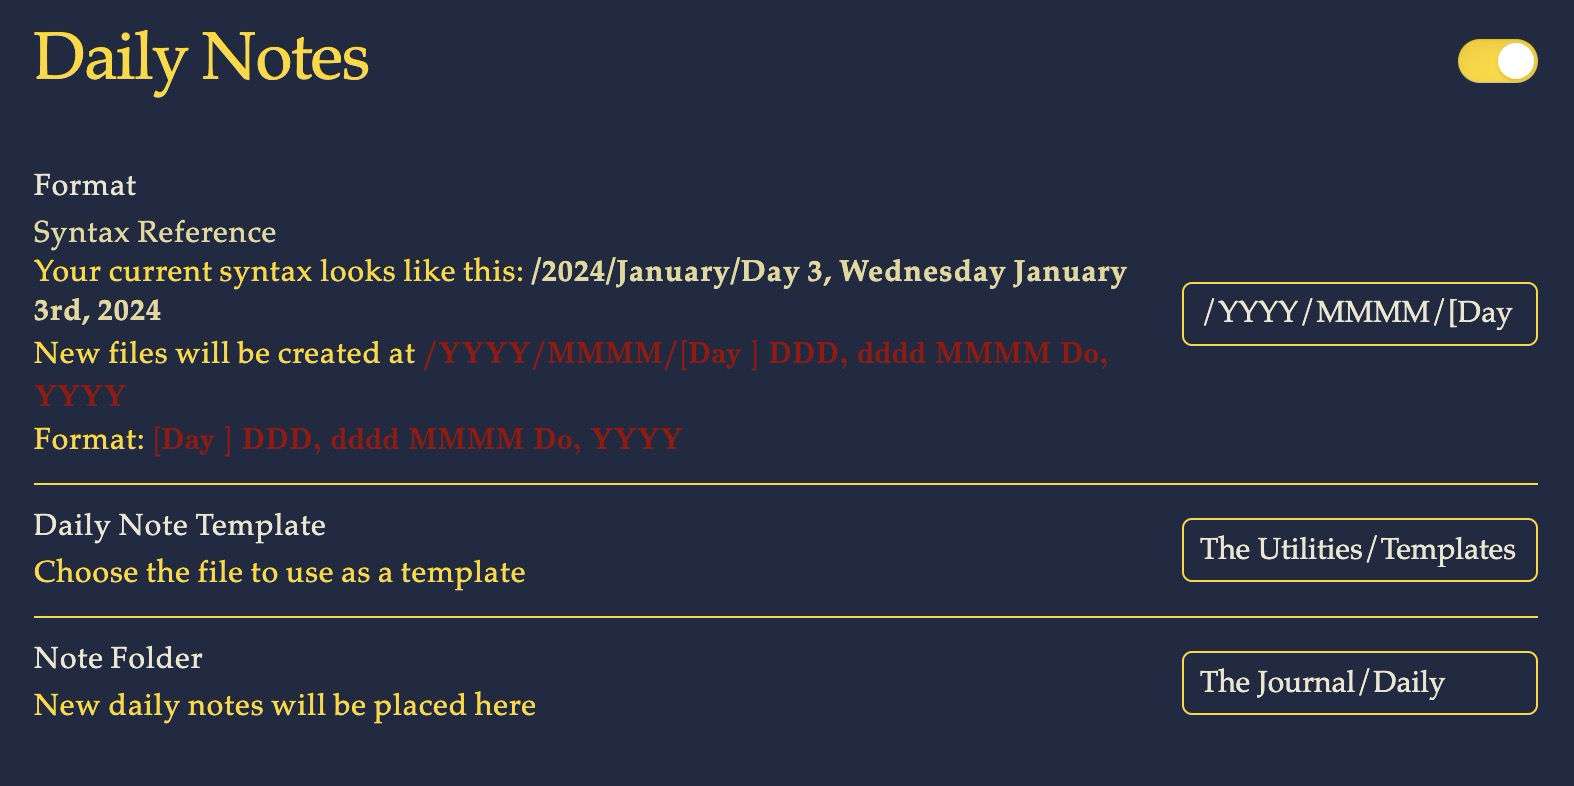 Daily Notes
Format
Syntax Reference
Your current syntax looks like this: /2024/January/Day 3, Wednesday January
3rd, 2024
/YYYY/MMMM/[Day
New files will be created at /YYYY/MMMM/[Day ] DDD, dddd MMMM Do,
YYYY
Format: [Day ] DDD, dddd MMMM Do, YYYY
Daily Note Template
The Utilities/Templates
Choose the file to use as a template
Note Folder
The Journal/Daily
New daily notes will be placed here